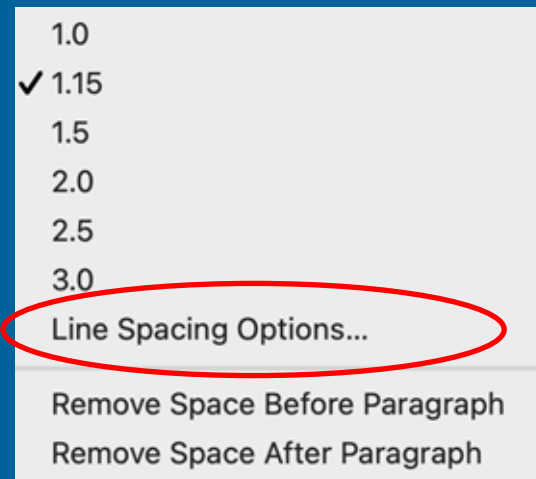 1.0
✓ 1.15
1.5
2.0
2.5
3.0
Line Spacing Options...
Remove Space Before Paragraph
Remove Space After Paragraph